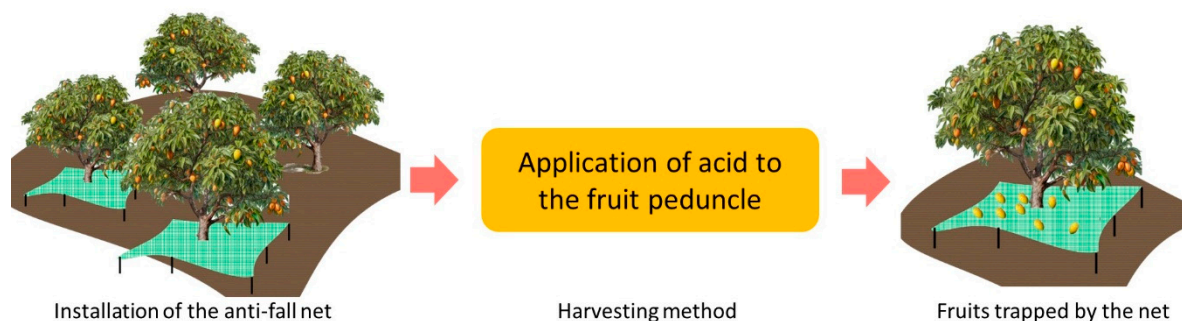 Application of acid to
the fruit peduncle
Installation of the anti-fall net
Harvesting method
Fruits trapped by the net